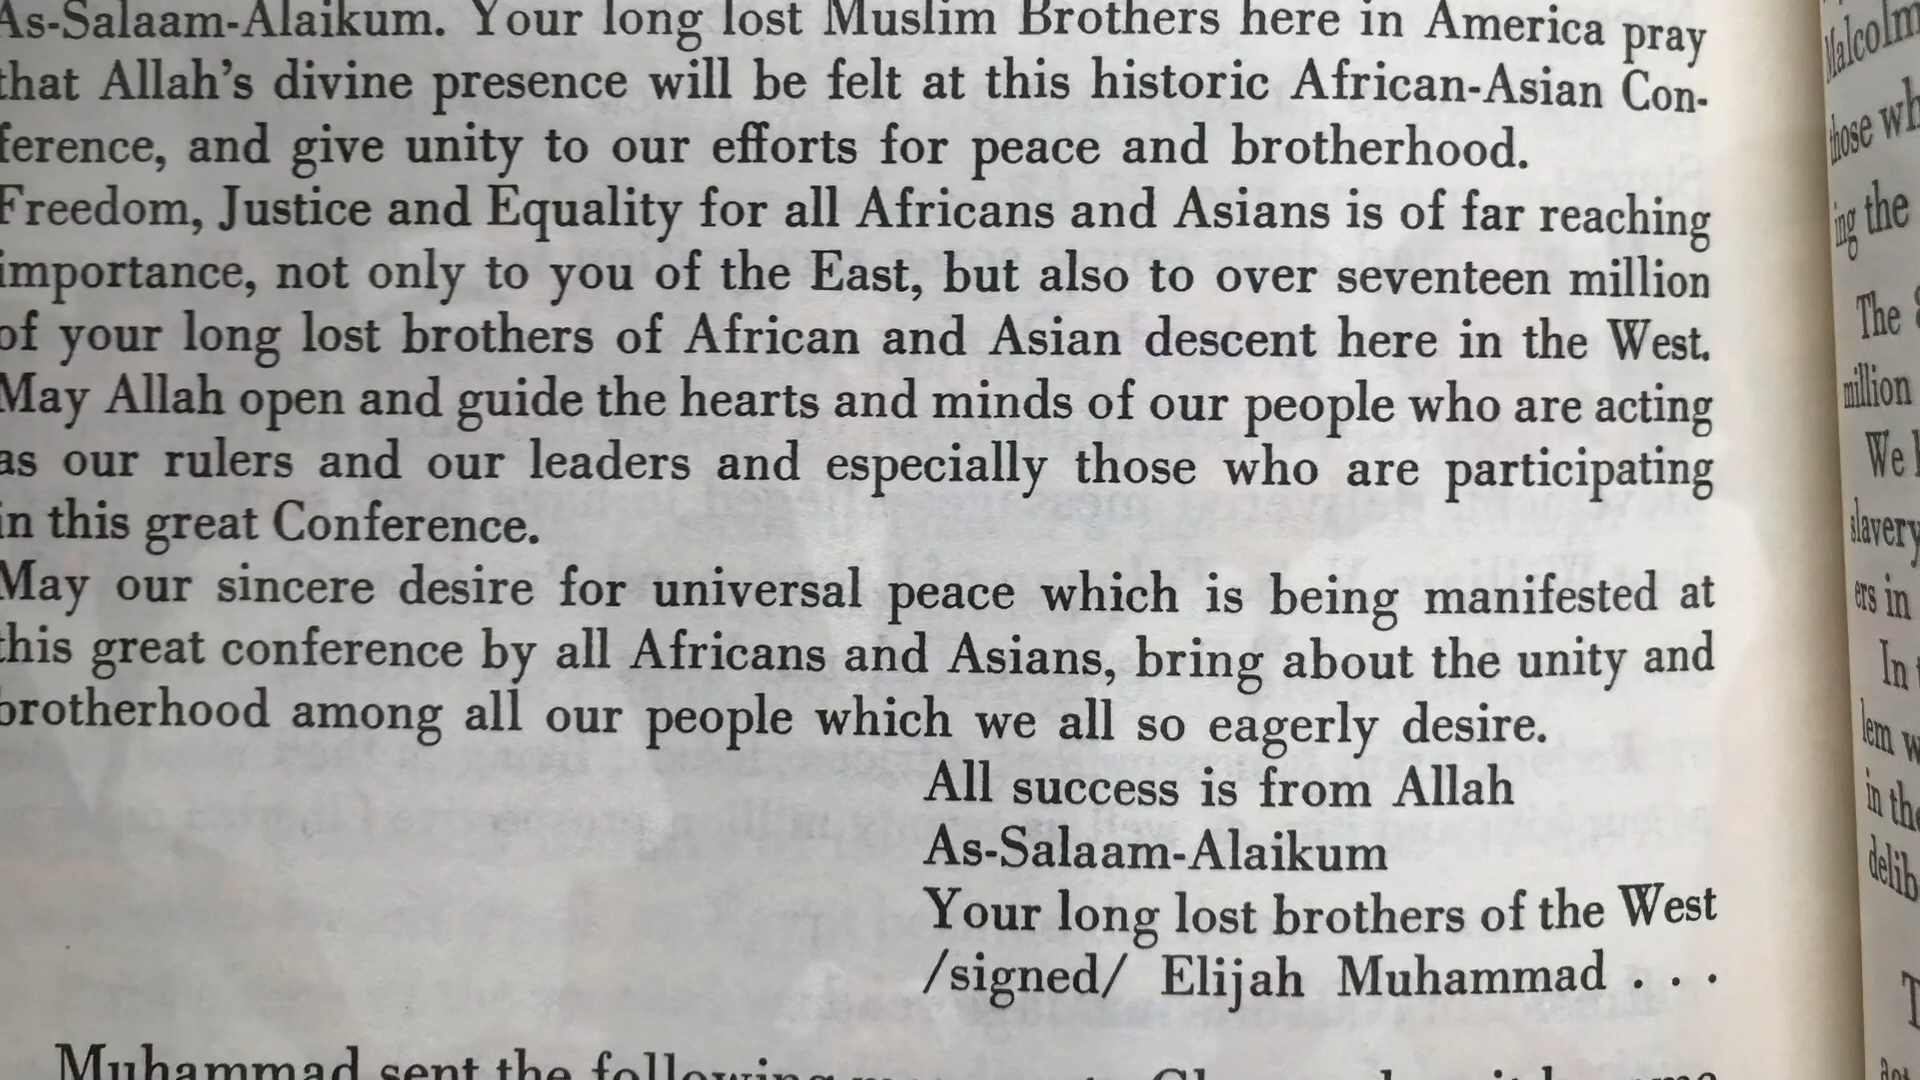 As-Salaam-Alaikum. Your long lost Muslim Brothers here in America pray
that Allah's divine presence will be felt at this historic African-Asian Con-
ference, and give unity to our efforts for peace and brotherhood.
Freedom, Justice and Equality for all Africans and Asians is of far reaching
importance, not only to you of the East, but also to over seventeen million
of your long lost brothers of African and Asian descent here in the West.
May Allah open and guide the hearts and minds of our people who are acting
as our rulers and our leaders and especially those who are participating
in this great Conference.
May our sincere desire for universal peace which is being manifested at
this great conference by all Africans and Asians, bring about the unity and
brotherhood among all our people which we all so eagerly desire.
All success is from Allah
As-Salaam-Alaikum
Your long lost brothers of the West
/signed/ Elijah Muhammad . . .
Muhammad sent the following
Malcolm
those wh
ing the
The
million
We
slavery
ers in
In
lem w
in the
delib